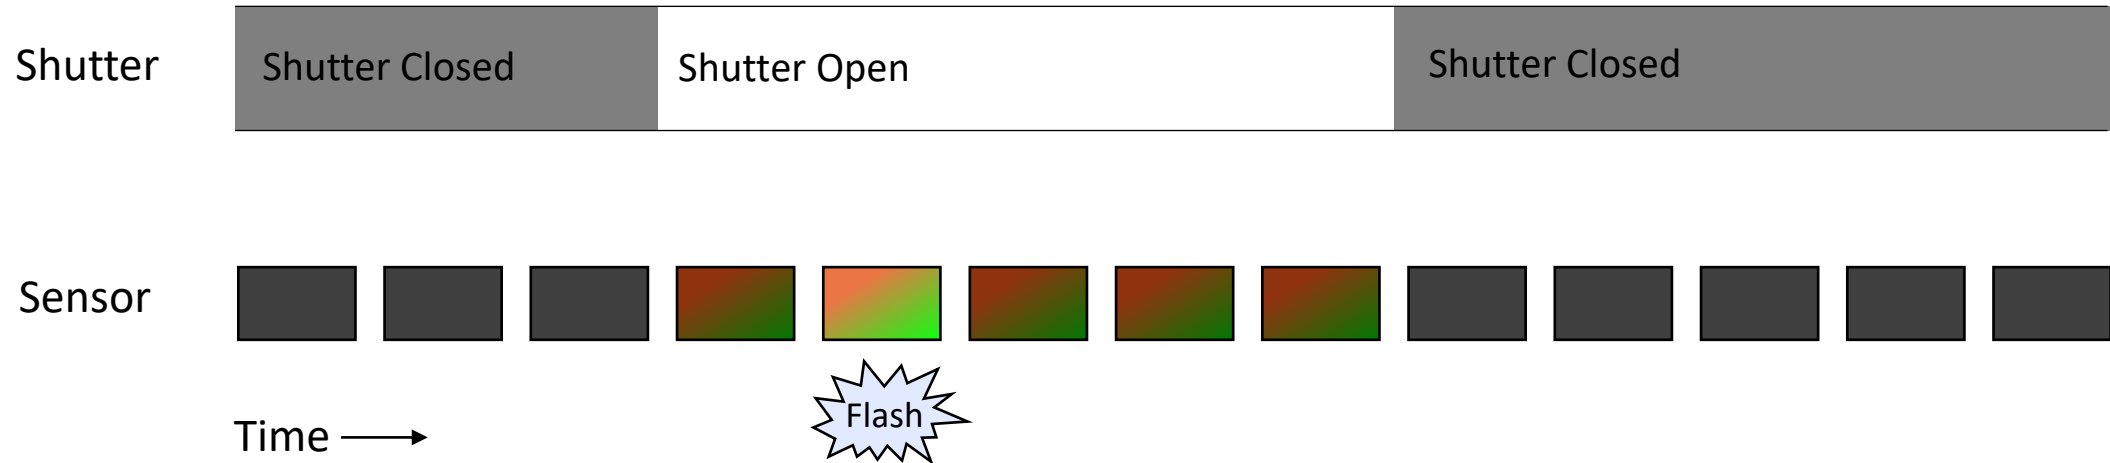 Shutter
Shutter Closed
Shutter Open
Shutter Closed
Sensor
Flash
Time